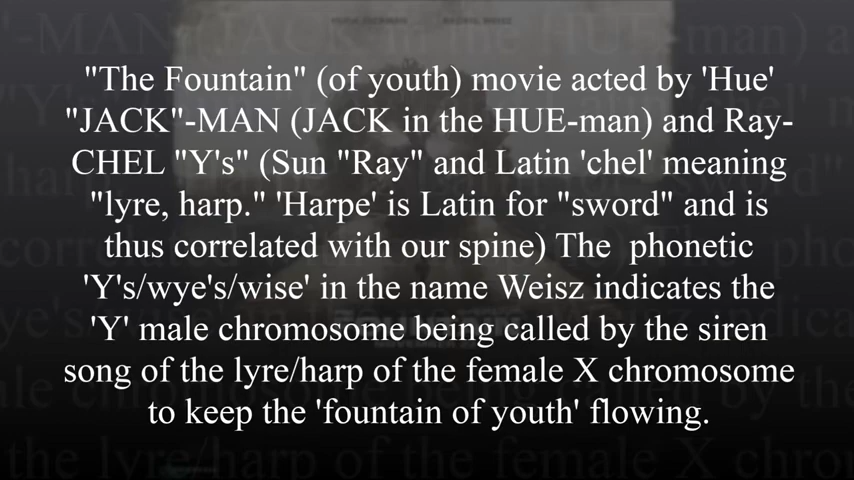 "The Fountain" (of youth) movie acted by 'Hue'
"JACK"-MAN (JACK in the HUE-man) and Ray-
CHEL "Y's" (Sun "Ray" and Latin 'chel' meaning
"lyre, harp." 'Harpe' is Latin for "sword" and is
thus correlated with our spine) The  phonetic
'Y's/wye's/wise' in the name Weisz indicates the
'Y' male chromosome being called by the siren
song of the lyre/harp of the female X chromosome
to keep the 'fountain of youth' flowing.